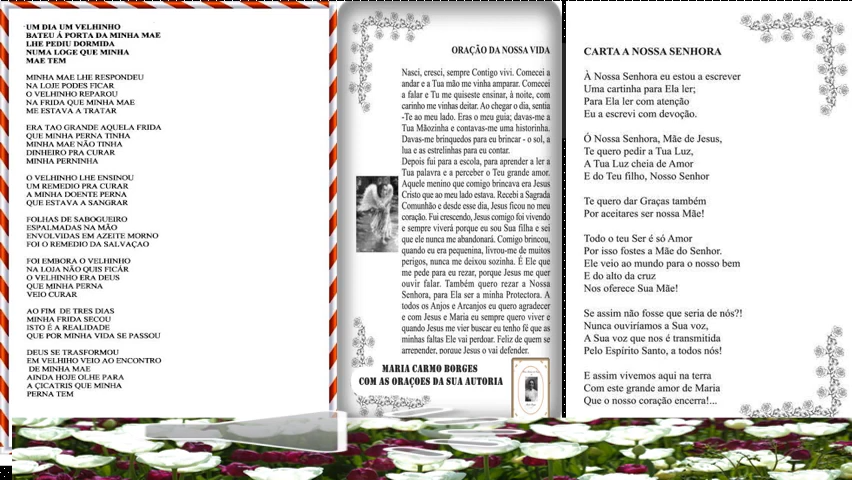 UM DIA UM VELHINHO
BATEU Á PORTA DA MINHA MAE
LHE PEDIU DORMIDA
NUMA LOGE QUE MINHA
MAE TEM
MINHA MAE LHE RESPONDEU
NA LOJE PODES FICAR
O VELHINHO REPAROU
NA FRIDA QUE MINHA MAE
ME ESTAVA A TRATAR
ERA TAO GRANDE AQUELA FRIDA
QUE MINHA PERNA TINHA
MINHA MAE NÃO TINHA
DINHEIRO PRA CURAR
MINHA PERNINHA
O VELHINHO LHE ENSINOU
UM REMEDIO PRA CURAR
A MINHA DOENTE PERNA
QUE ESTAVA A SANGRAR
FOLHAS DE SABOGUEIRO
ESPALMADAS NA MÃO
ENVOLVIDAS EM AZEITE MORNO
FOI O REMEDIO DA SALVAÇAO
FOI EMBORA O VELHINHO
NA LOJA NÃO QUIS FICAR
O VELHINHO ERA DEUS
QUE MINHA PERNA
VEIO CURAR
AO FIM DE TRES DIAS
MINHA FRIDA SECOU
ISTO É A REALIDADE
QUE POR MINHA VIDA SE PASSOU
DEUS SE TRASFORMOU
EM VELHIHO VEIO AO ENCONTRO
DE MINHA MAE
AINDA HOJE OLHE PARA
A ÇICATRIS QUE MINHA
PERNA TEM
ORAÇÃO DA NOSSA VIDA
Nasci, cresci, sempre Contigo vivi. Comecei a
andar e a Tua mão me vinha amparar. Comecei
a falar e Tu me quiseste ensinar, à noite, com
carinho me vinhas deitar. Ao chegar o dia, sentia
-Te ao meu lado. Eras o meu guia; davas-me a
Tua Mãozinha e contavas-me uma historinha.
Davas-me brinquedos para eu brincar - o sol, a
lua e as estrelinhas para eu contar.
Depois fui para a escola, para aprender a ler a
Tua palavra e a perceber o Teu grande amor.
Aquele menino que comigo brincava era Jesus
Cristo que ao meu lado estava. Recebi a Sagrada
Comunhão e desde esse dia, Jesus ficou no meu
coração. Fui crescendo, Jesus comigo foi vivendo
e sempre viverá porque eu sou Sua filha e sei
que ele nunca me abandonará. Comigo brincou,
quando eu era pequenina, livrou-me de muitos
perigos, nunca me deixou sozinha. É Ele que
me pede para eu rezar, porque Jesus me quer
ouvir falar. Também quero rezar a Nossa
Senhora, para Ela ser a minha Protectora. A
todos os Anjos e Arcanjos eu quero agradecer
e com Jesus e Maria eu sempre quero viver e
quando Jesus me vier buscar eu tenho fé que as
minhas faltas Ele vai perdoar. Feliz de quem se
arrepender, porque Jesus o vai defender.
MARIA CARMO BORGES
COM AS ORAÇOES DA SUA AUTORIA
CARTA A NOSSA SENHORA
À Nossa Senhora eu estou a escrever
Uma cartinha para Ela ler;
Para Ela ler com atenção
Eu a escrevi com devoção.
Ó Nossa Senhora, Mãe de Jesus,
Te quero pedir a Tua Luz,
A Tua Luz cheia de Amor
E do Teu filho, Nosso Senhor
Te quero dar Graças também
Por aceitares ser nossa Mãe!
Todo o teu Ser é só Amor
Por isso fostes a Mãe do Senhor.
Ele veio ao mundo para o nosso bem
E do alto da cruz
Nos oferece Sua Mãe!
Se assim não fosse que seria de nós?!
Nunca ouviríamos a Sua voz,
A Sua voz que nos é transmitida
Pelo Espírito Santo, a todos nós!
E assim vivemos aqui na terra
Com este grande amor de Maria
Que o nosso coração encerra!...